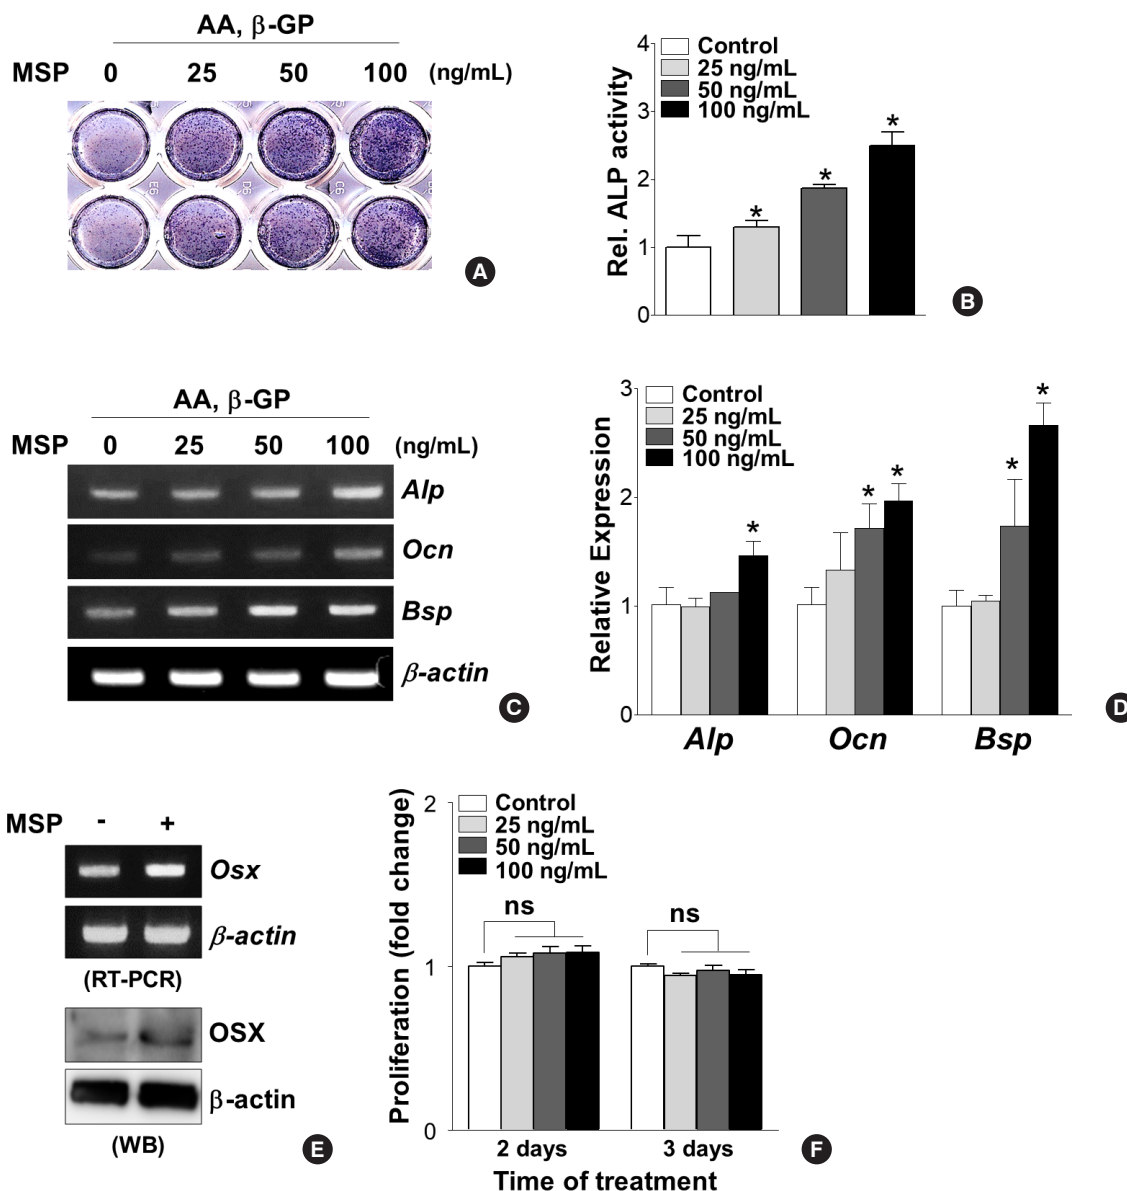 AA, β-GP
MSP 0 25 50 100 (ng/mL)
A
Rel. ALP activity
4
3
2
1
0
Control
25 ng/mL
50 ng/mL
100 ng/mL
* * *
B
AA, β-GP
MSP 0 25 50 100 (ng/mL)
Alp
Ocn
Bsp
β-actin
C
Relative Expression
3
2
1
0
Control
25 ng/mL
50 ng/mL
100 ng/mL
* * * * *
Alp Ocn Bsp
D
MSP - +
Osx
β-actin
(RT-PCR)
OSX
β-actin
(WB)
E
Proliferation (fold change)
2
1
0
Control
25 ng/mL
50 ng/mL
100 ng/mL
ns ns
2 days 3 days
Time of treatment
F